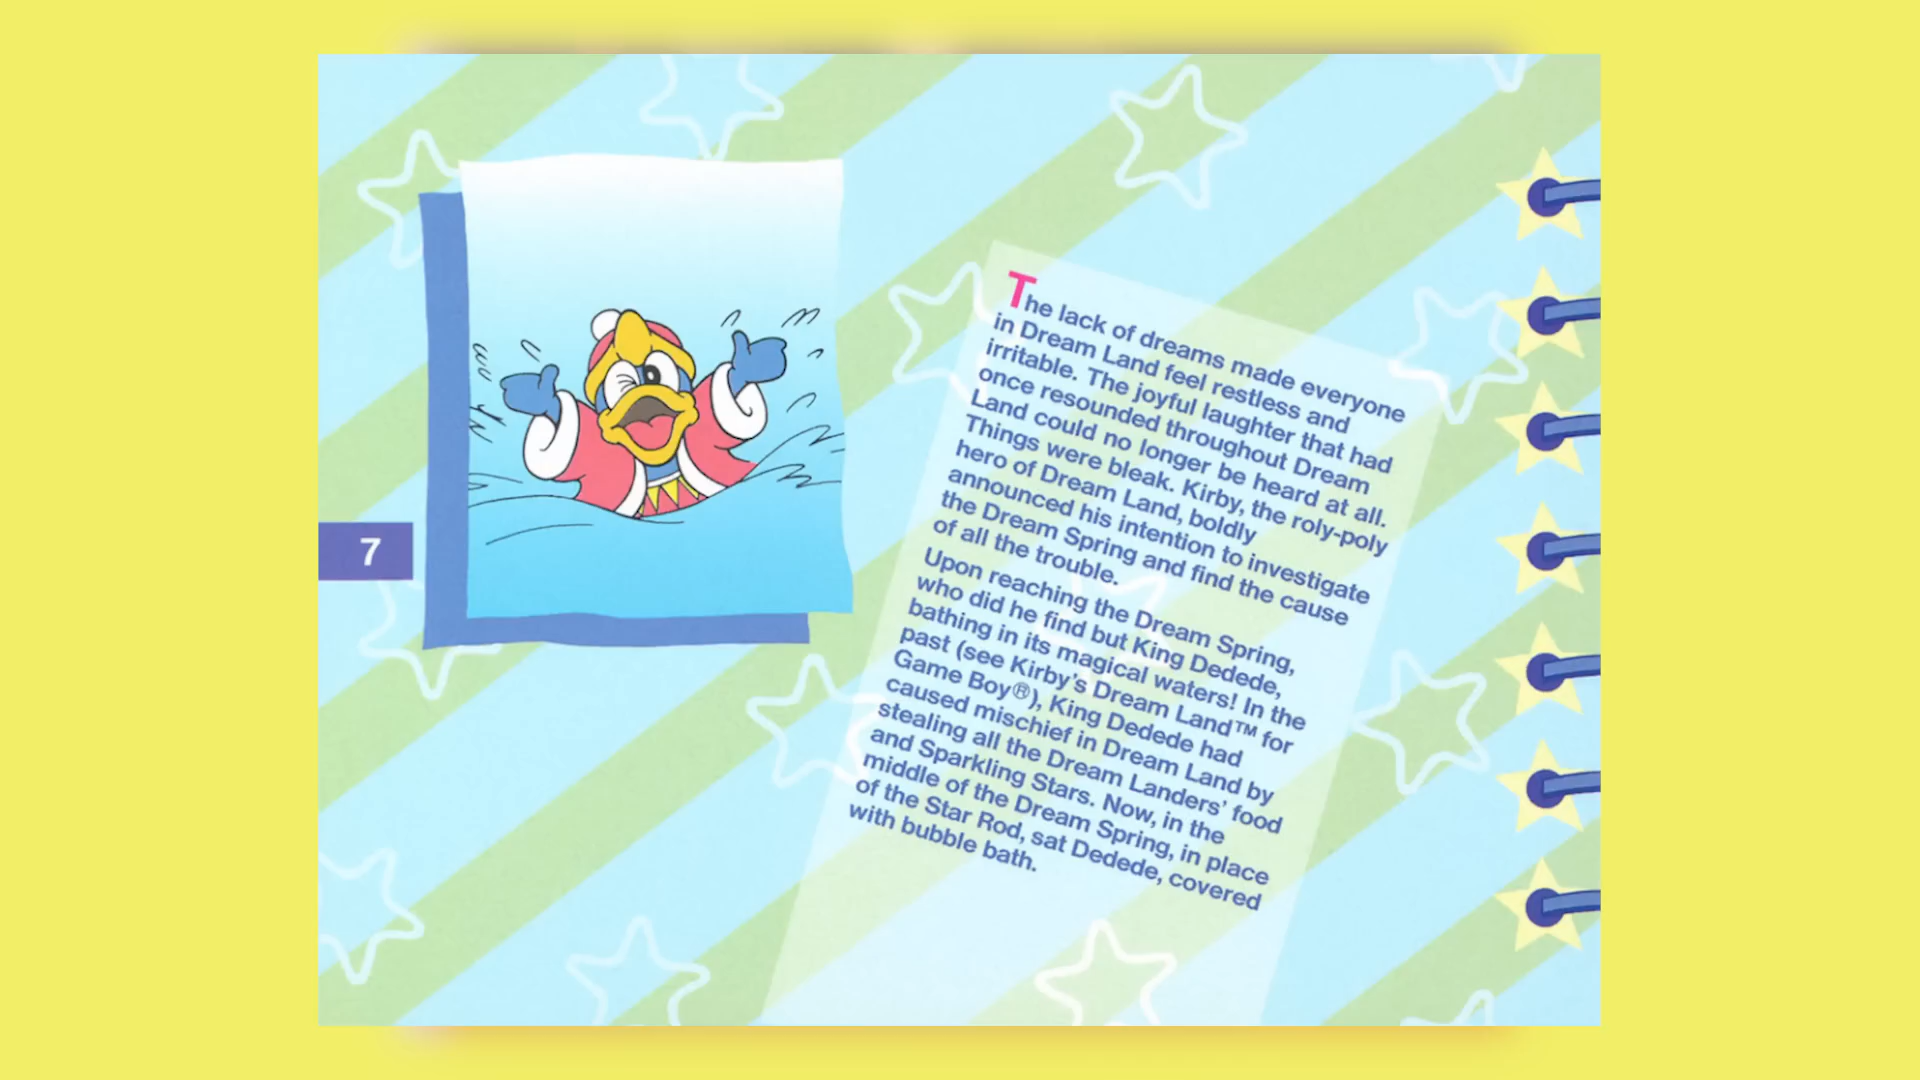 7
The lack of dreams made everyone
in Dream Land feel restless and
irritable. The joyful laughter that had
once resounded throughout Dream
Land could no longer be heard at all.
Things were bleak. Kirby, the roly-poly
hero of Dream Land, boldly
announced his intention to investigate
the Dream Spring and find the cause
of all the trouble.
Upon reaching the Dream Spring,
who did he find but King Dedede,
bathing in its magical waters! In the
past (see Kirby's Dream Land™ for
Game Boy®), King Dedede had
caused mischief in Dream Land by
stealing all the Dream Landers' food
and Sparkling Stars. Now, in the
middle of the Dream Spring, in place
of the Star Rod, sat Dedede, covered
with bubble bath.